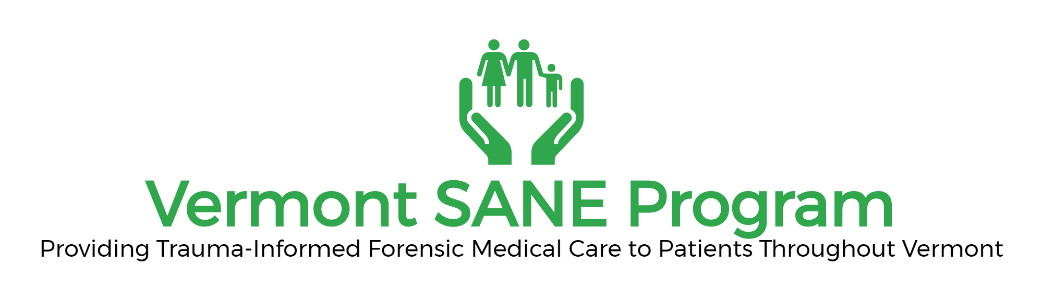 Vermont SANE Program
Providing Trauma-Informed Forensic Medical Care to Patients Throughout Vermont